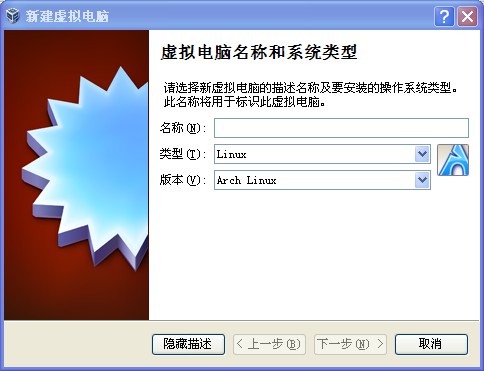 新建虚拟电脑
虚拟电脑名称和系统类型
请选择新虚拟电脑的描述名称及要安装的操作系统类型。
此名称将用于标识此虚拟电脑。
名称(N):
类型(T): Linux
版本(V): Arch Linux
隐藏描述 < 上一步(B) 下一步(N) > 取消